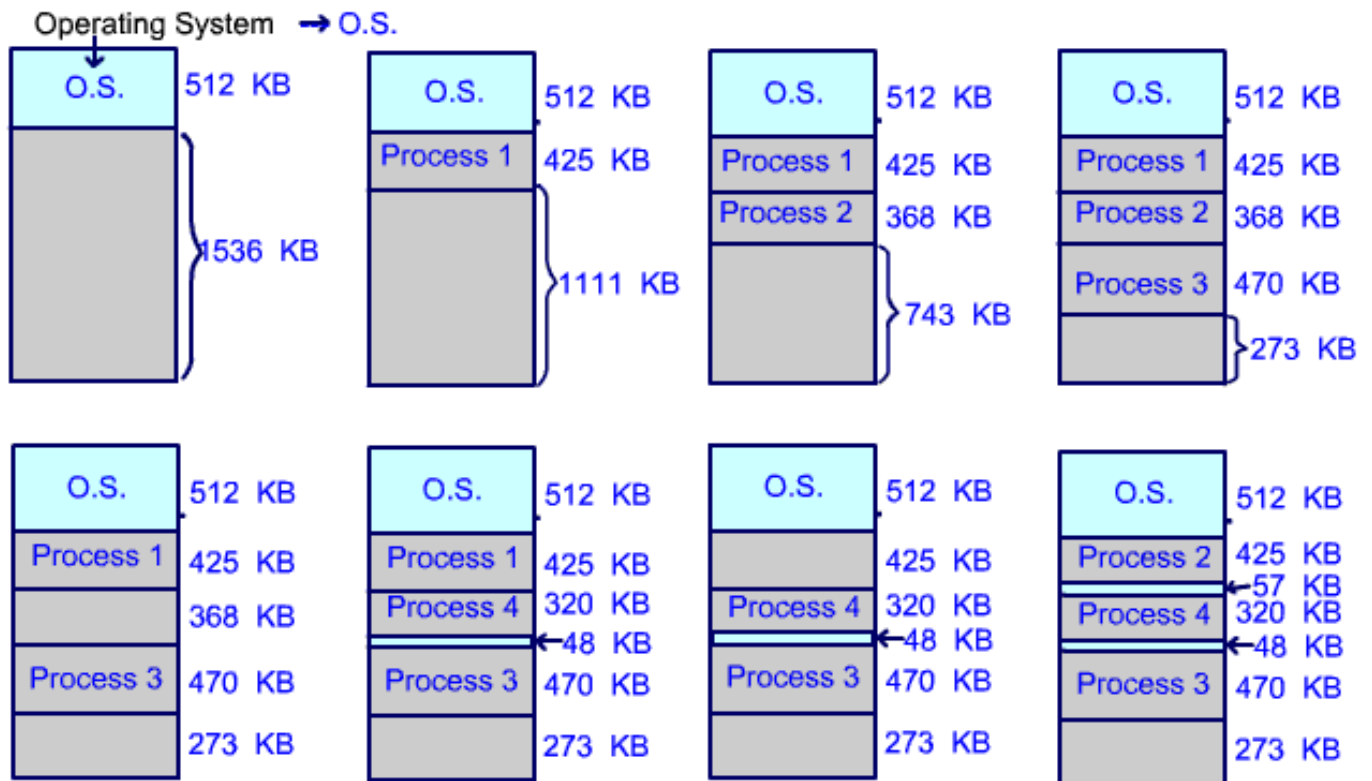 Operating System → O.S.
O.S. 512 KB
1536 KB
O.S. 512 KB
Process 1 425 KB
1111 KB
O.S. 512 KB
Process 1 425 KB
Process 2 368 KB
743 KB
O.S. 512 KB
Process 1 425 KB
Process 2 368 KB
Process 3 470 KB
273 KB
O.S. 512 KB
Process 1 425 KB
368 KB
Process 3 470 KB
273 KB
O.S. 512 KB
Process 1 425 KB
Process 4 320 KB
48 KB
Process 3 470 KB
273 KB
O.S. 512 KB
425 KB
Process 4 320 KB
48 KB
Process 3 470 KB
273 KB
O.S. 512 KB
Process 2 425 KB
57 KB
Process 4 320 KB
48 KB
Process 3 470 KB
273 KB